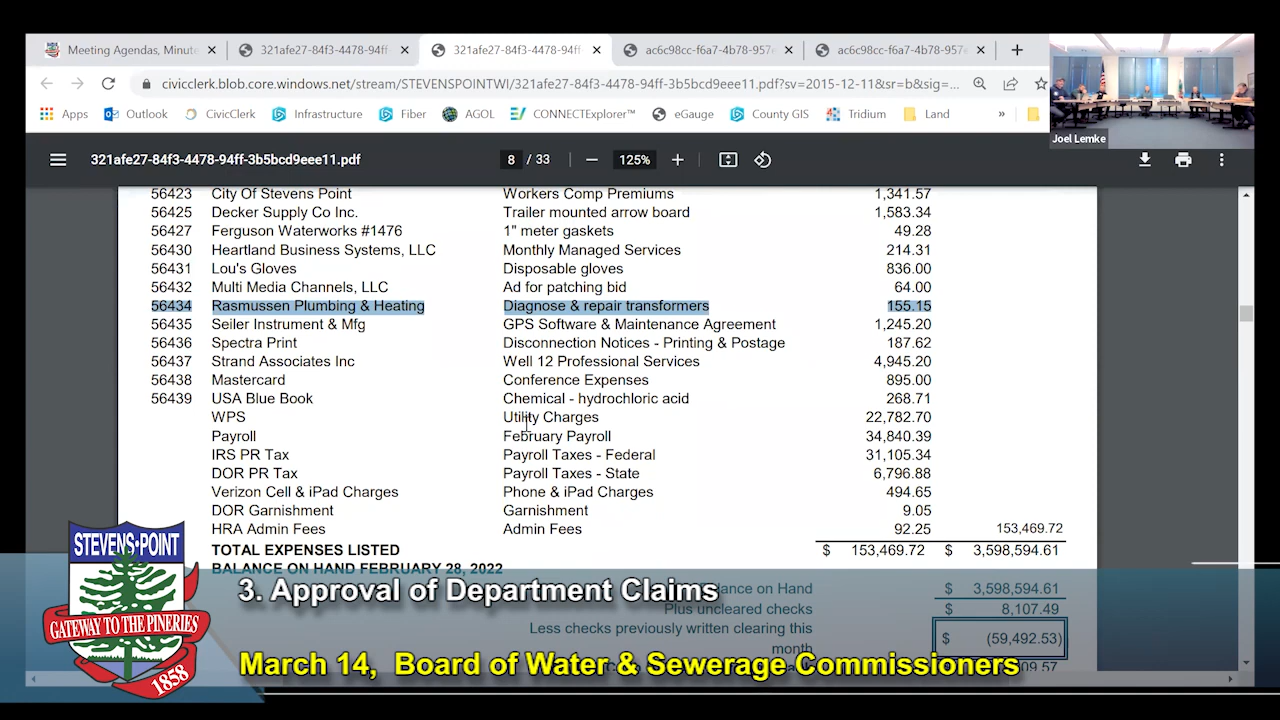 Meeting Agendas, Minute
321afe27-84f3-4478-94ff
321afe27-84f3-4478-94ff
ac6c98cc-f6a7-4b78-957
ac6c98cc-f6a7-4b78-957
civicclerk.blob.core.windows.net/stream/STEVENSPOINTWI/321afe27-84f3-4478-94ff-3b5bcd9eee11.pdf?sv=2015-12-11&sr=b&sig=...
Apps Outlook CivicClerk Infrastructure Fiber AGOL CONNECTExplorer™ eGauge County GIS Tridium Land »
Joel Lemke
321afe27-84f3-4478-94ff-3b5bcd9eee11.pdf 8 / 33 125%
56423 City Of Stevens Point Workers Comp Premiums 1,341.57
56425 Decker Supply Co Inc. Trailer mounted arrow board 1,583.34
56427 Ferguson Waterworks #1476 1" meter gaskets 49.28
56430 Heartland Business Systems, LLC Monthly Managed Services 214.31
56431 Lou's Gloves Disposable gloves 836.00
56432 Multi Media Channels, LLC Ad for patching bid 64.00
56434 Rasmussen Plumbing & Heating Diagnose & repair transformers 155.15
56435 Seiler Instrument & Mfg GPS Software & Maintenance Agreement 1,245.20
56436 Spectra Print Disconnection Notices - Printing & Postage 187.62
56437 Strand Associates Inc Well 12 Professional Services 4,945.20
56438 Mastercard Conference Expenses 895.00
56439 USA Blue Book Chemical - hydrochloric acid 268.71
WPS Utility Charges 22,782.70
Payroll February Payroll 34,840.39
IRS PR Tax Payroll Taxes - Federal 31,105.34
DOR PR Tax Payroll Taxes - State 6,796.88
Verizon Cell & iPad Charges Phone & iPad Charges 494.65
DOR Garnishment Garnishment 9.05
HRA Admin Fees Admin Fees 92.25 153,469.72
TOTAL EXPENSES LISTED $ 153,469.72 $ 3,598,594.61
BALANCE ON HAND FEBRUARY 28, 2022
on Hand $ 3,598,594.61
Plus uncleared checks $ 8,107.49
Less checks previously written clearing this month $ (59,492.53)
STEVENS·POINT
GATEWAY TO THE PINERIES
1858
3. Approval of Department Claims
March 14, Board of Water & Sewerage Commissioners